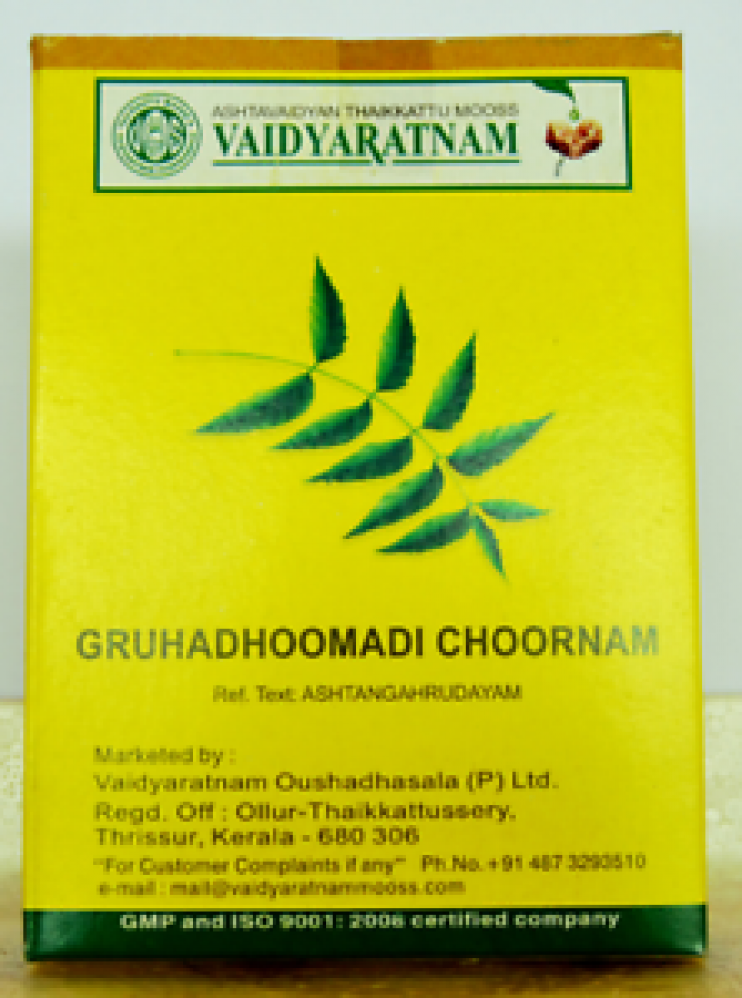 ASHTAVAIDYAN THAIKKATTU MOOSS
VAIDYARATNAM
GRUHADHOOMADI CHOORNAM
Ref. Text: ASHTANGAHRUDAYAM
Marketed by :
Vaidyaratnam Oushadhasala (P) Ltd.
Regd. Off : Ollur-Thaikkattussery,
Thrissur, Kerala - 680 306
"For Customer Complaints if any" Ph.No. +91 487 3293510
e-mail : mail@vaidyaratnammooss.com
GMP and ISO 9001: 2008 certified company